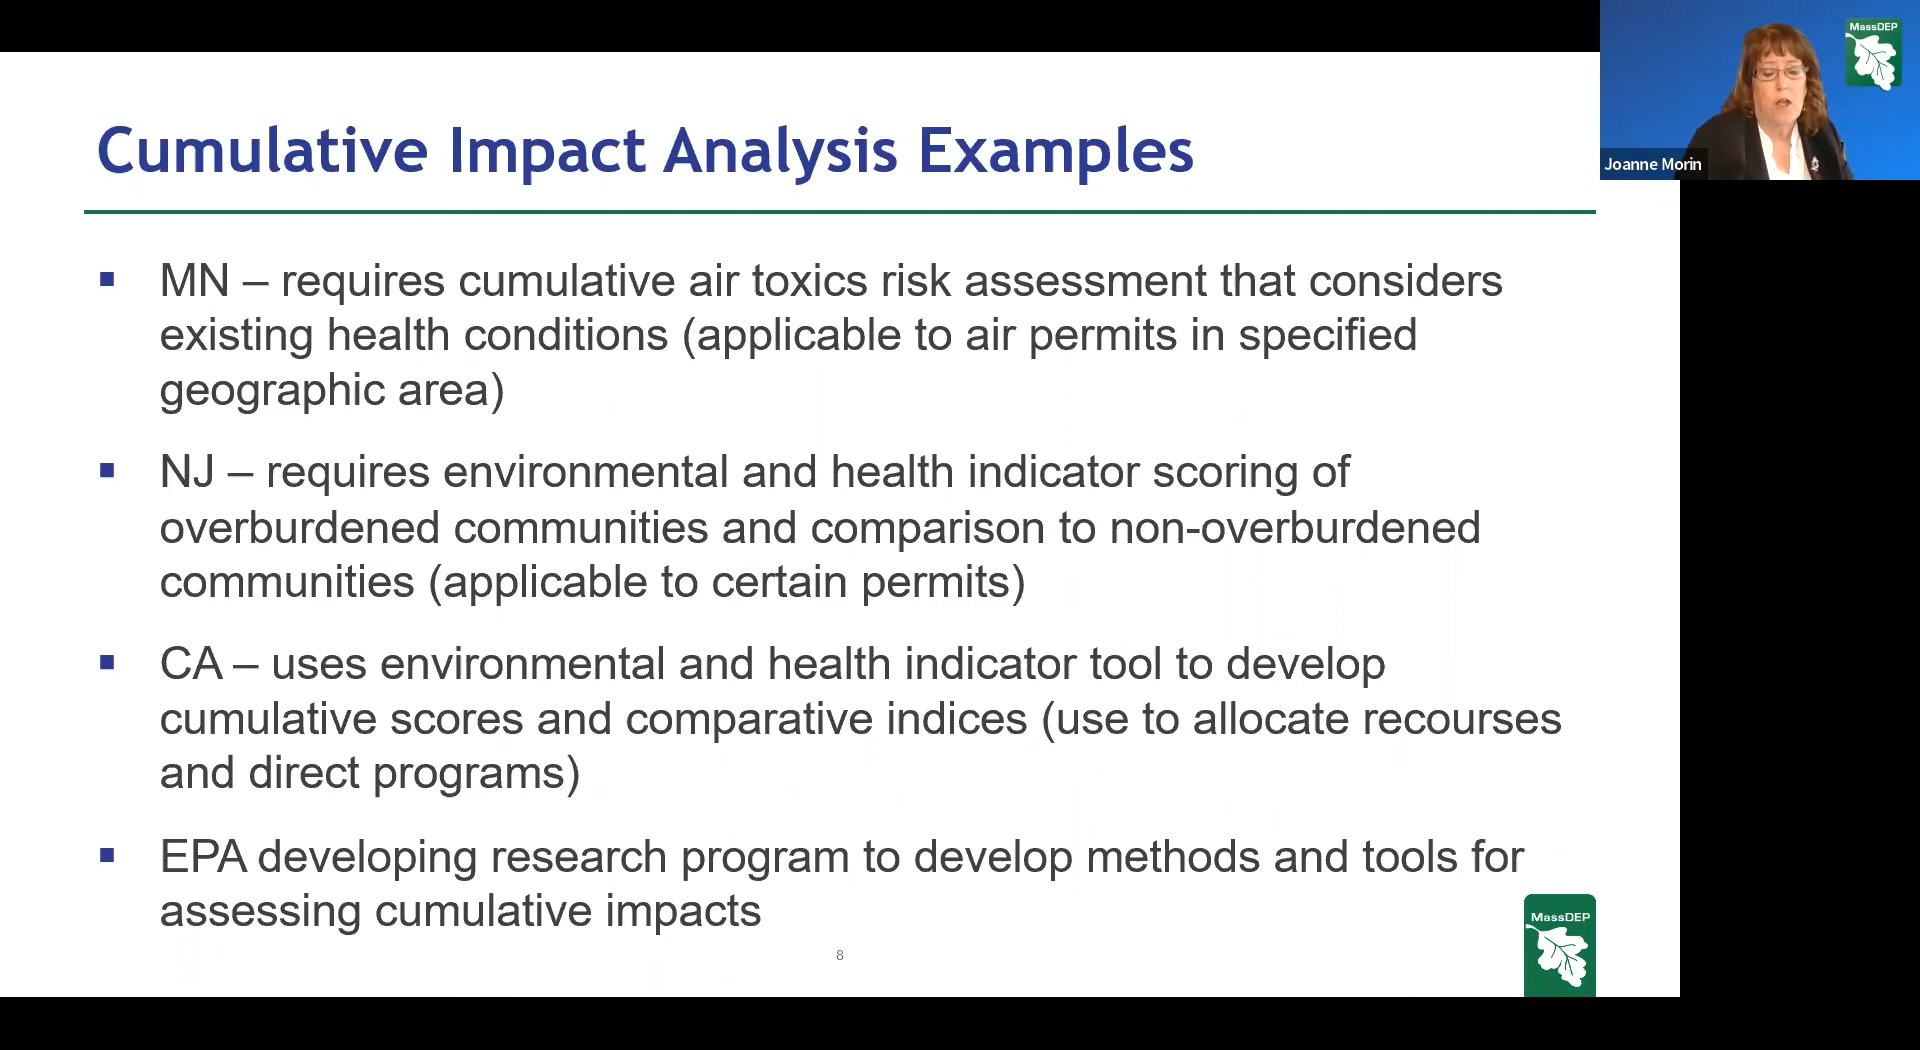 Cumulative Impact Analysis Examples
MN – requires cumulative air toxics risk assessment that considers
existing health conditions (applicable to air permits in specified
geographic area)
NJ – requires environmental and health indicator scoring of
overburdened communities and comparison to non-overburdened
communities (applicable to certain permits)
CA – uses environmental and health indicator tool to develop
cumulative scores and comparative indices (use to allocate recourses
and direct programs)
EPA developing research program to develop methods and tools for
assessing cumulative impacts
8
MassDEP
MassDEP
Joanne Morin